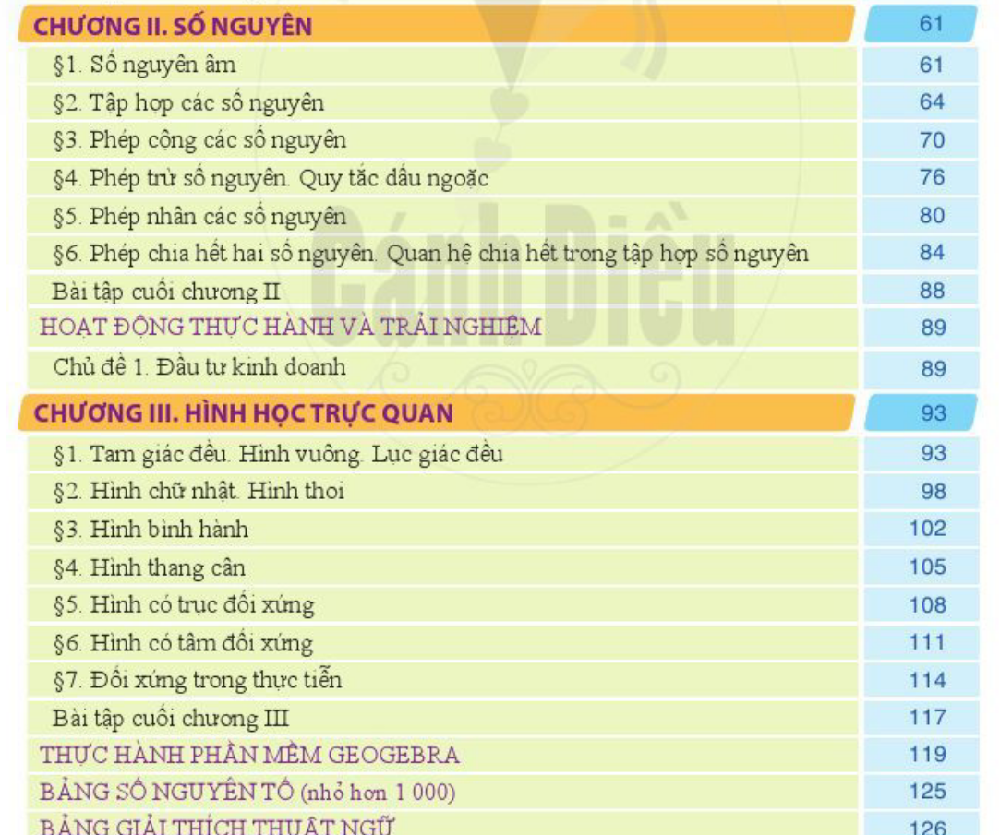 CHƯƠNG II. SỐ NGUYÊN 61
§1. Số nguyên âm 61
§2. Tập hợp các số nguyên 64
§3. Phép cộng các số nguyên 70
§4. Phép trừ số nguyên. Quy tắc dấu ngoặc 76
§5. Phép nhân các số nguyên 80
§6. Phép chia hết hai số nguyên. Quan hệ chia hết trong tập hợp số nguyên 84
Bài tập cuối chương II 88
HOẠT ĐỘNG THỰC HÀNH VÀ TRẢI NGHIỆM 89
Chủ đề 1. Đầu tư kinh doanh 89
Cánh Diều
CHƯƠNG III. HÌNH HỌC TRỰC QUAN 93
§1. Tam giác đều. Hình vuông. Lục giác đều 93
§2. Hình chữ nhật. Hình thoi 98
§3. Hình bình hành 102
§4. Hình thang cân 105
§5. Hình có trục đối xứng 108
§6. Hình có tâm đối xứng 111
§7. Đối xứng trong thực tiễn 114
Bài tập cuối chương III 117
THỰC HÀNH PHẦN MỀM GEOGEBRA 119
BẢNG SỐ NGUYÊN TỐ (nhỏ hơn 1 000) 125
BẢNG GIẢI THÍCH THUẬT NGỮ 126